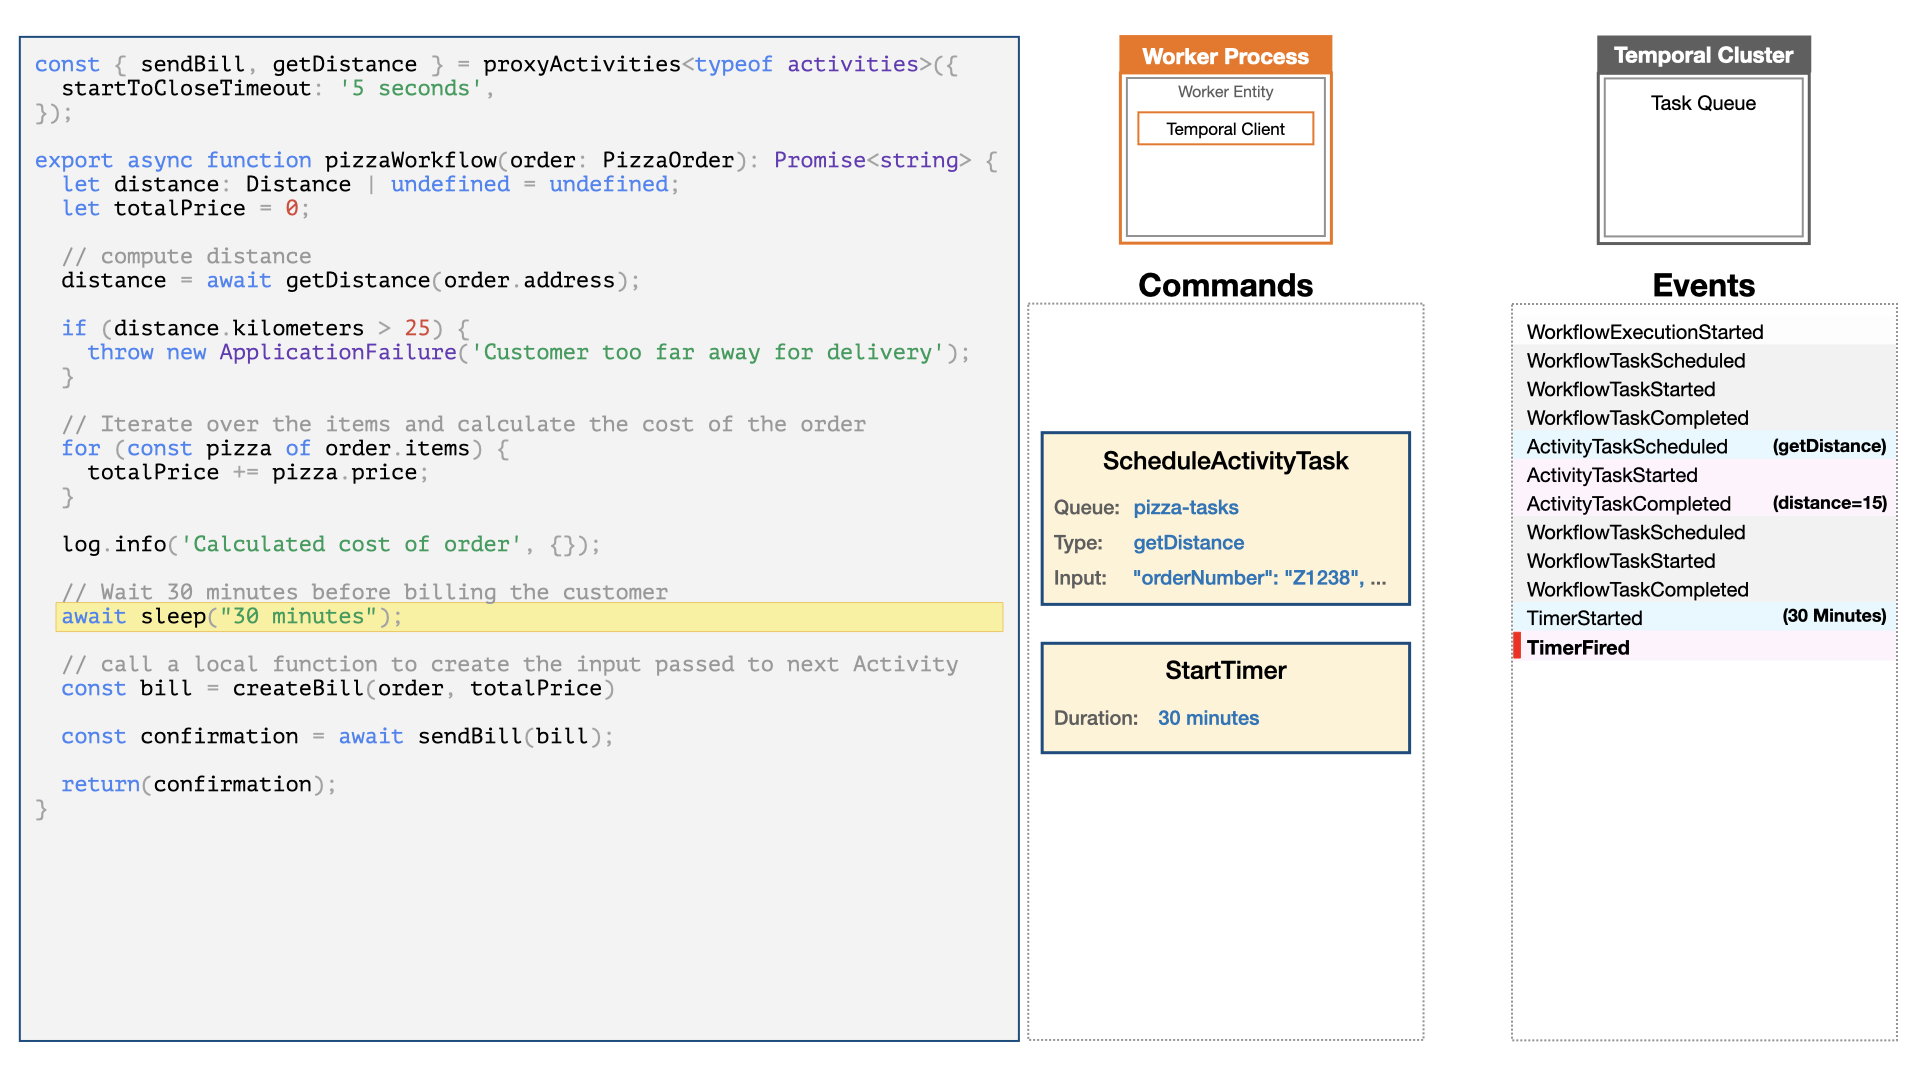 const { sendBill, getDistance } = proxyActivities<typeof activities>({
  startToCloseTimeout: '5 seconds',
});

export async function pizzaWorkflow(order: PizzaOrder): Promise<string> {
  let distance: Distance | undefined = undefined;
  let totalPrice = 0;

  // compute distance
  distance = await getDistance(order.address);

  if (distance.kilometers > 25) {
    throw new ApplicationFailure('Customer too far away for delivery');
  }

  // Iterate over the items and calculate the cost of the order
  for (const pizza of order.items) {
    totalPrice += pizza.price;
  }

  log.info('Calculated cost of order', {});

  // Wait 30 minutes before billing the customer
  await sleep("30 minutes");

  // call a local function to create the input passed to next Activity
  const bill = createBill(order, totalPrice)

  const confirmation = await sendBill(bill);

  return(confirmation);
}
Worker Process
Worker Entity
Temporal Client
Commands
ScheduleActivityTask
Queue: pizza-tasks
Type: getDistance
Input: "orderNumber": "Z1238", ...
StartTimer
Duration: 30 minutes
Temporal Cluster
Task Queue
Events
WorkflowExecutionStarted
WorkflowTaskScheduled
WorkflowTaskStarted
WorkflowTaskCompleted
ActivityTaskScheduled (getDistance)
ActivityTaskStarted
ActivityTaskCompleted (distance=15)
WorkflowTaskScheduled
WorkflowTaskStarted
WorkflowTaskCompleted
TimerStarted (30 Minutes)
TimerFired